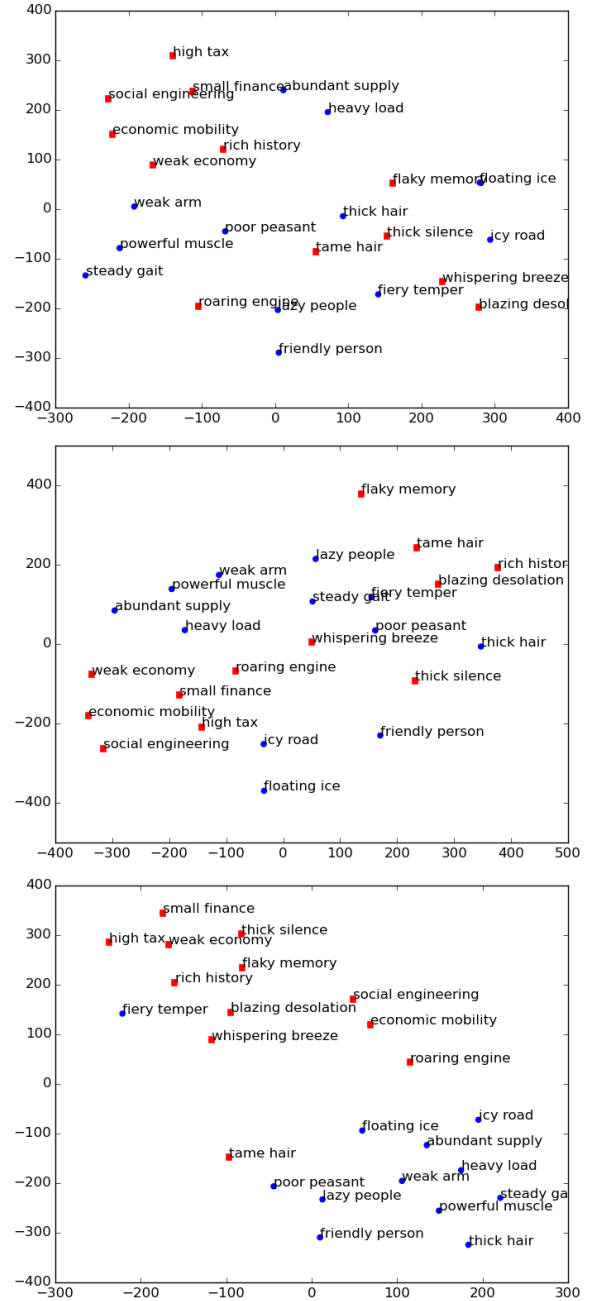 400
high tax
small finance abundant supply
social engineering
300
200
heavy load
economic mobility
rich history
weak economy
100
flaky memory floating ice
weak arm
thick hair
0
poor peasant
thick silence
icy road
powerful muscle
tame hair
−100
steady gait
whispering breeze
fiery temper
roaring engine lazy people
blazing desol
−200
friendly person
−300
−400
−300 −200 −100 0 100 200 300 400
flaky memory
400
tame hair
lazy people
rich histor
weak arm
blazing desolation
200
powerful muscle
steady gait fiery temper
abundant supply
heavy load
poor peasant
whispering breeze
thick hair
0
weak economy
roaring engine
thick silence
small finance
economic mobility
high tax
−200
social engineering
icy road
friendly person
floating ice
−400
−400 −300 −200 −100 0 100 200 300 400 500
400
small finance
thick silence
high tax weak economy
300
flaky memory
rich history
200
social engineering
fiery temper
blazing desolation
economic mobility
whispering breeze
100
roaring engine
0
icy road
floating ice
−100
abundant supply
tame hair
heavy load
weak arm
poor peasant
−200
lazy people
steady ga
powerful muscle
friendly person
thick hair
−300
−400
−300 −200 −100 0 100 200 300